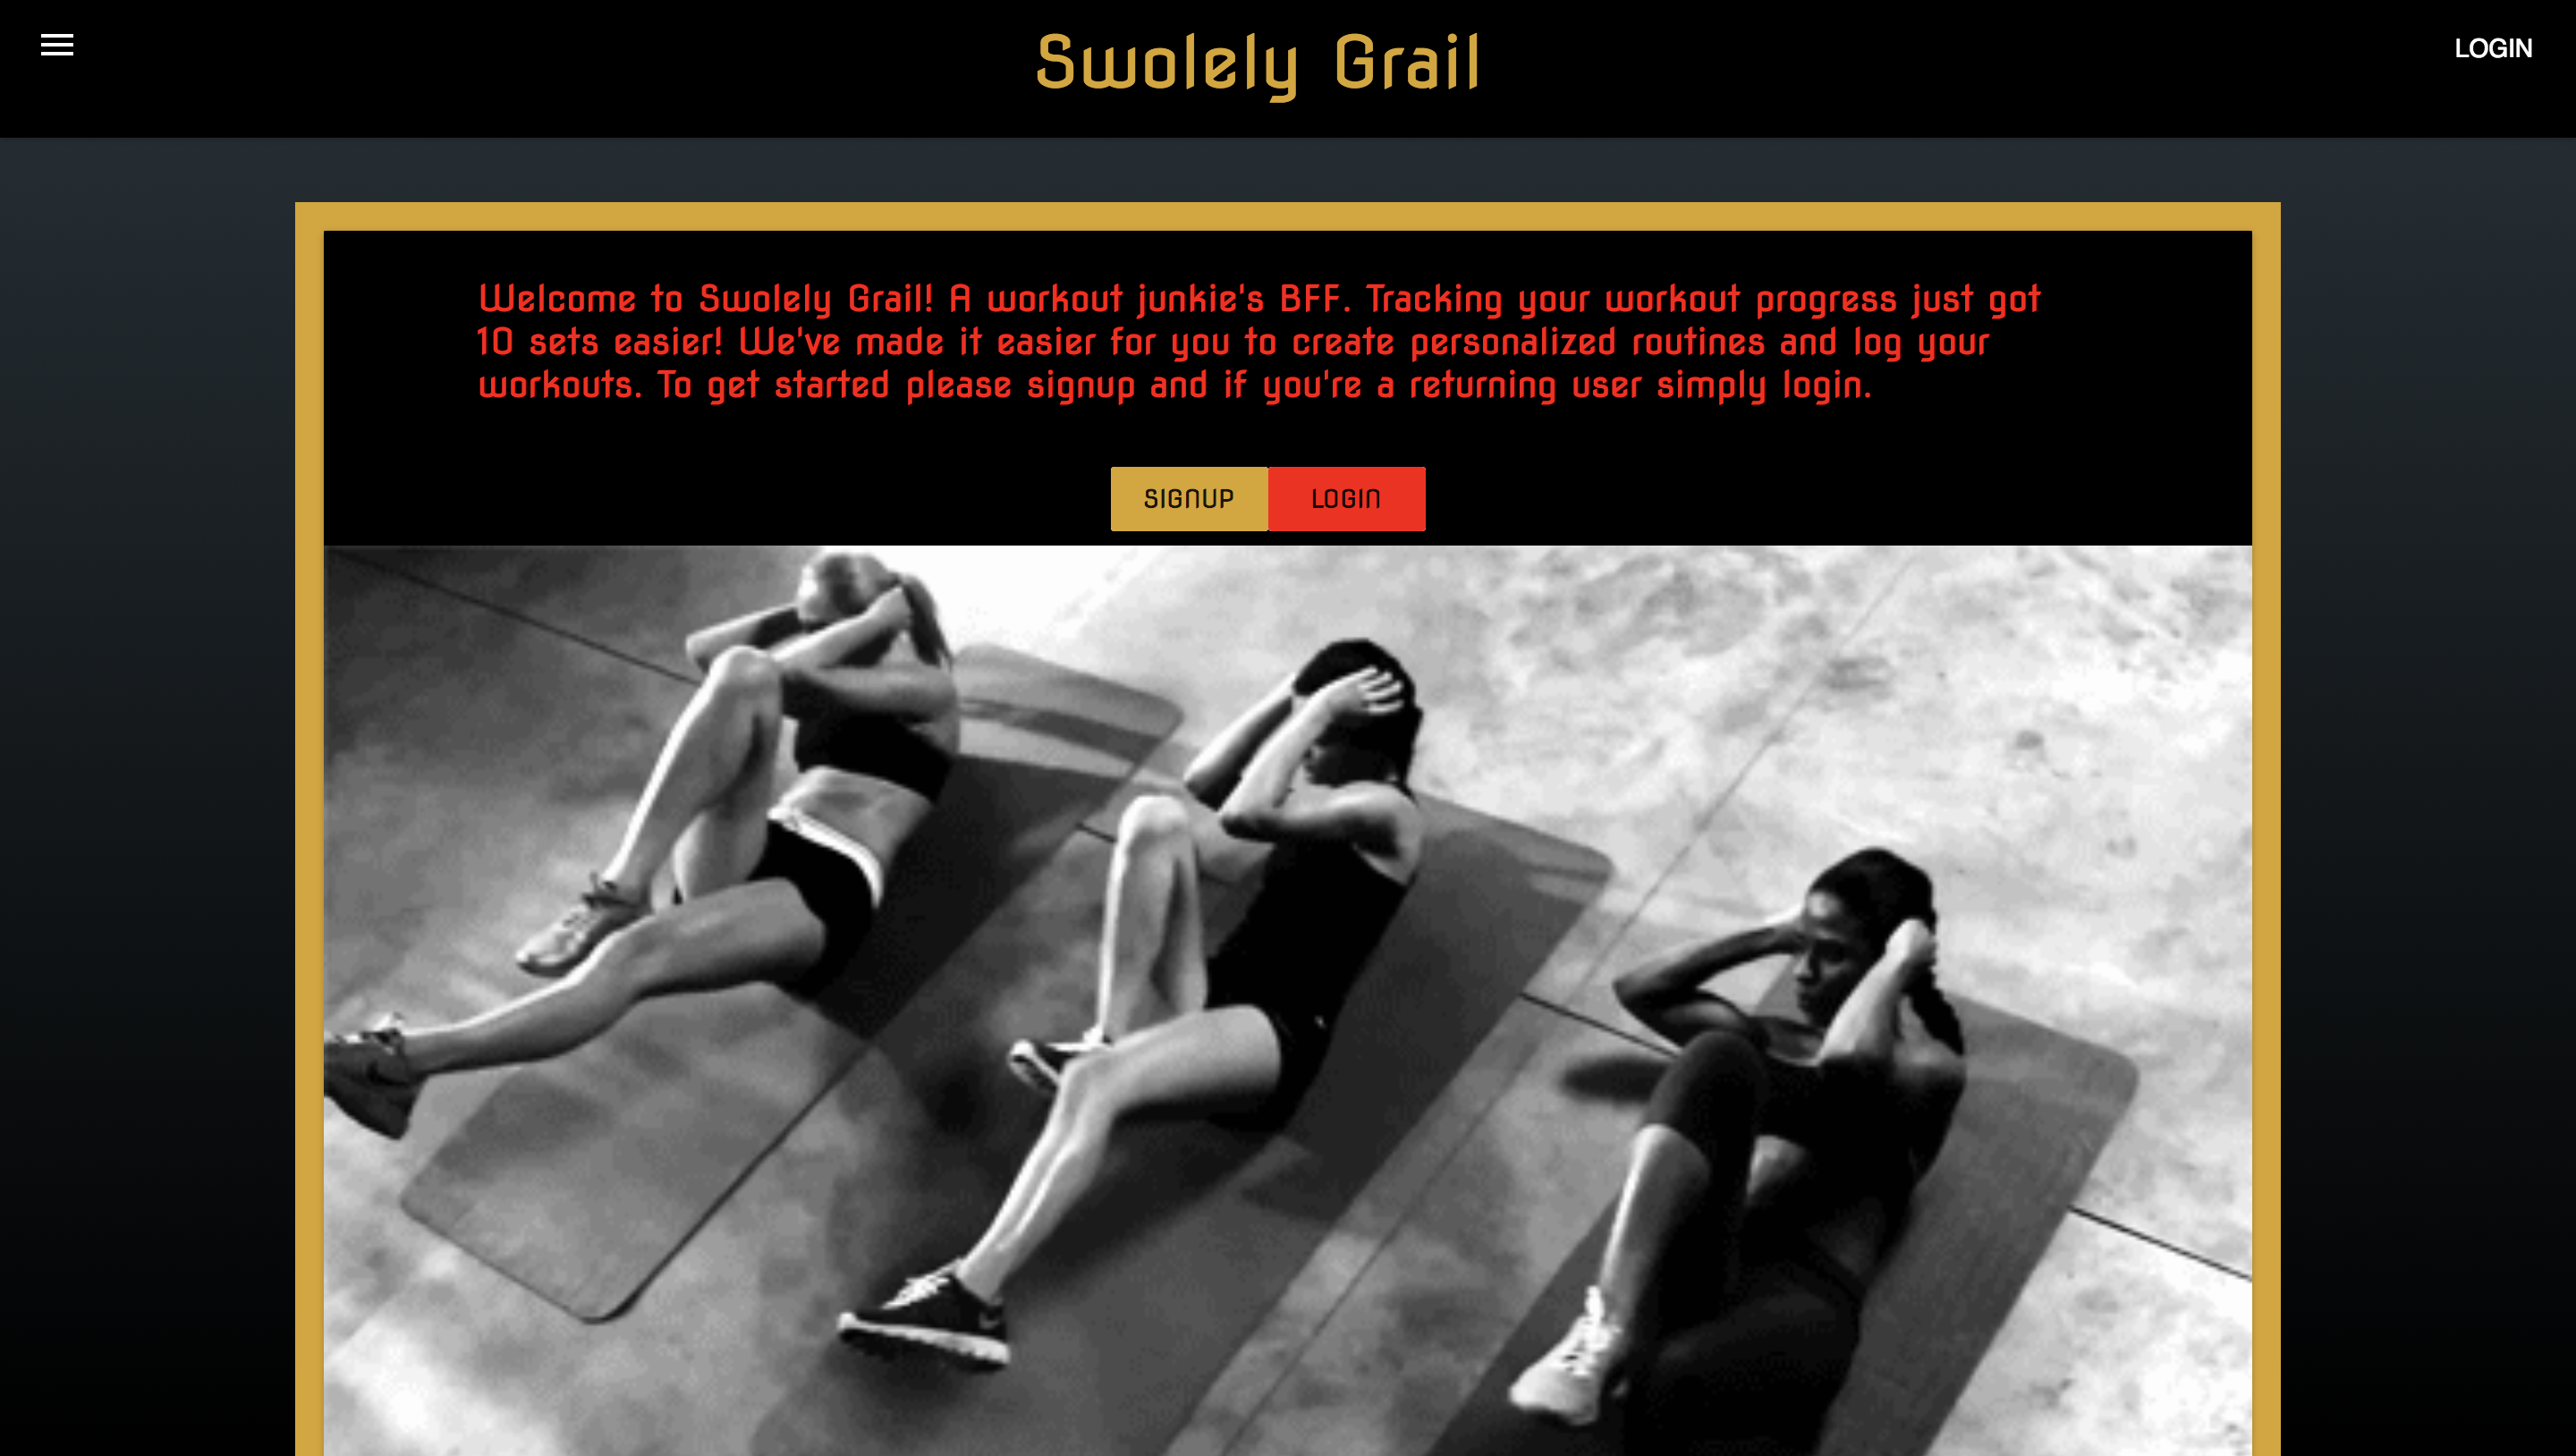 Swolely Grail
LOGIN
Welcome to Swolely Grail! A workout junkie's BFF. Tracking your workout progress just got
10 sets easier! We've made it easier for you to create personalized routines and log your
workouts. To get started please signup and if you're a returning user simply login.
SIGNUP
LOGIN